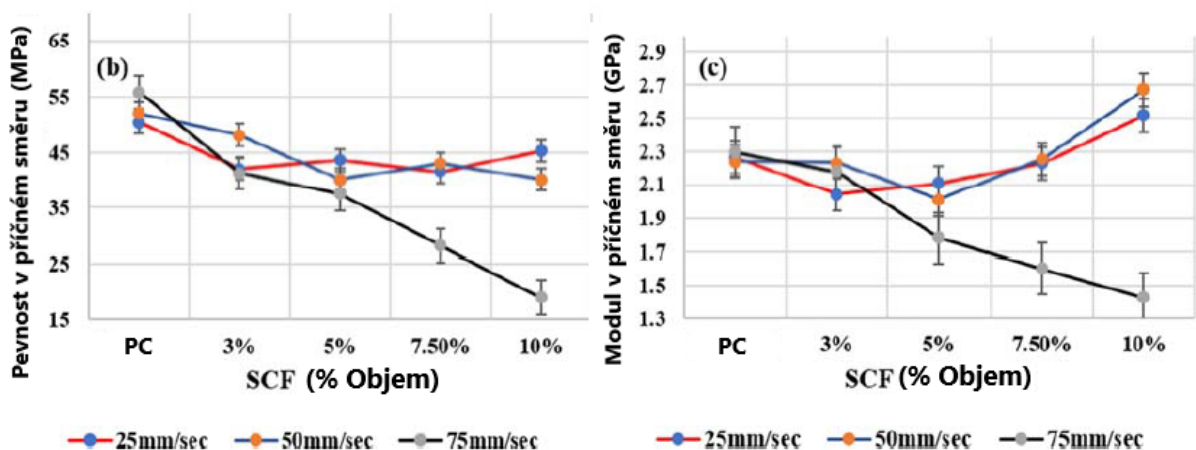 Pevnost v příčném směru (MPa)
65
55
45
35
25
15
(b)
PC 3% 5% 7.50% 10%
SCF (% Objem)
25mm/sec 50mm/sec 75mm/sec
Modul v příčném směru (GPa)
2.9
2.7
2.5
2.3
2.1
1.9
1.7
1.5
1.3
(c)
PC 3% 5% 7.50% 10%
SCF (% Objem)
25mm/sec 50mm/sec 75mm/sec